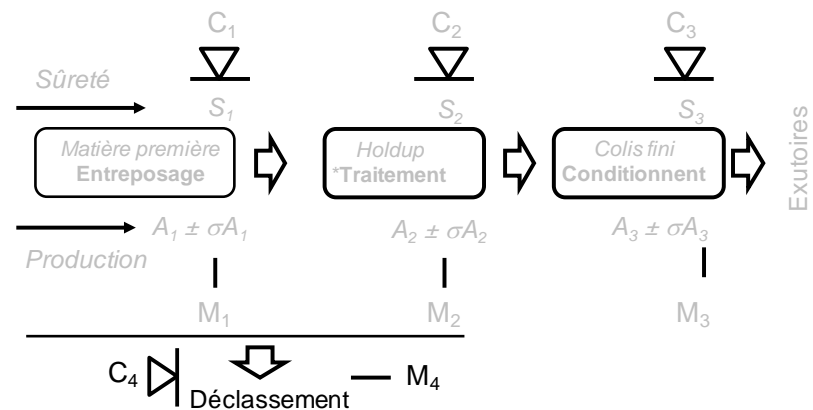 C₁ C₂ C₃
Sûreté
S₁ S₂ S₃
Matière première Holdup Colis fini
Entreposage *Traitement Conditionnent
Exutoires
A₁ ± σA₁ A₂ ± σA₂ A₃ ± σA₃
Production
M₁ M₂ M₃
C₄ M₄
Déclassement